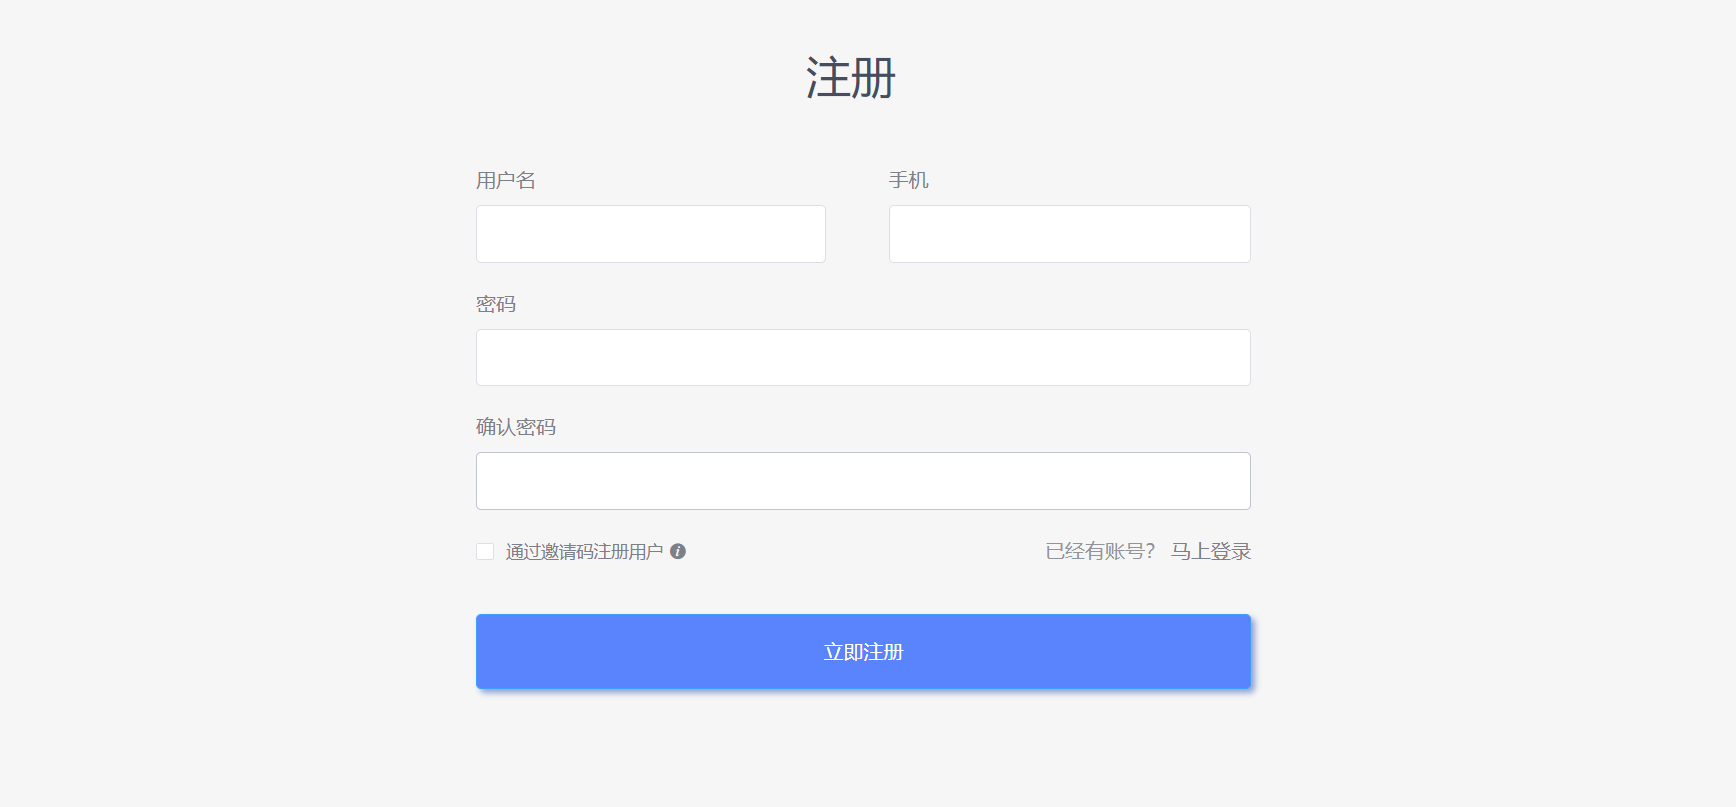 注册
用户名
手机
密码
确认密码
通过邀请码注册用户
已经有账号? 马上登录
立即注册